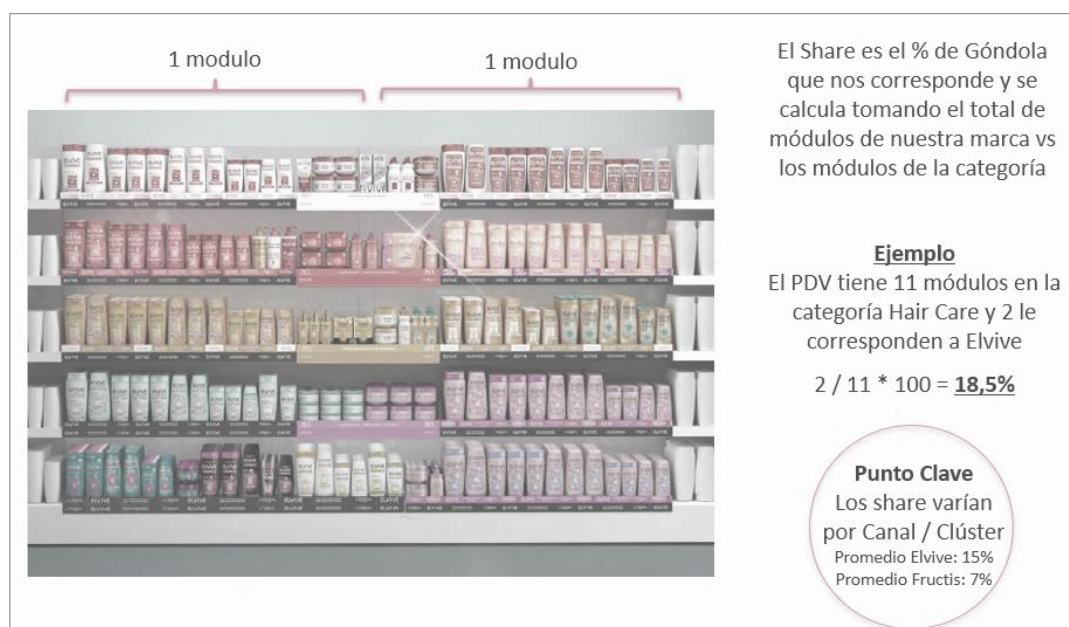 1 modulo
1 modulo
El Share es el % de Góndola
que nos corresponde y se
calcula tomando el total de
módulos de nuestra marca vs
los módulos de la categoría
Ejemplo
El PDV tiene 11 módulos en la
categoría Hair Care y 2 le
corresponden a Elvive
2 / 11 * 100 = 18,5%
Punto Clave
Los share varían
por Canal / Clúster
Promedio Elvive: 15%
Promedio Fructis: 7%
ELVIVE